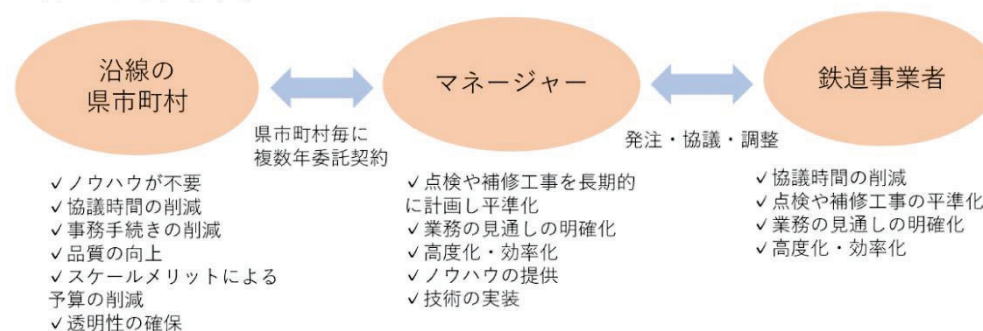 沿線の
県市町村
マネージャー
鉄道事業者
県市町村毎に
複数年委託契約
発注・協議・調整
✓ノウハウが不要
✓協議時間の削減
✓事務手続きの削減
✓品質の向上
✓スケールメリットによる
予算の削減
✓透明性の確保
✓点検や補修工事を長期的
に計画し平準化
✓業務の見通しの明確化
✓高度化・効率化
✓ノウハウの提供
✓技術の実装
✓協議時間の削減
✓点検や補修工事の平準化
✓業務の見通しの明確化
✓高度化・効率化